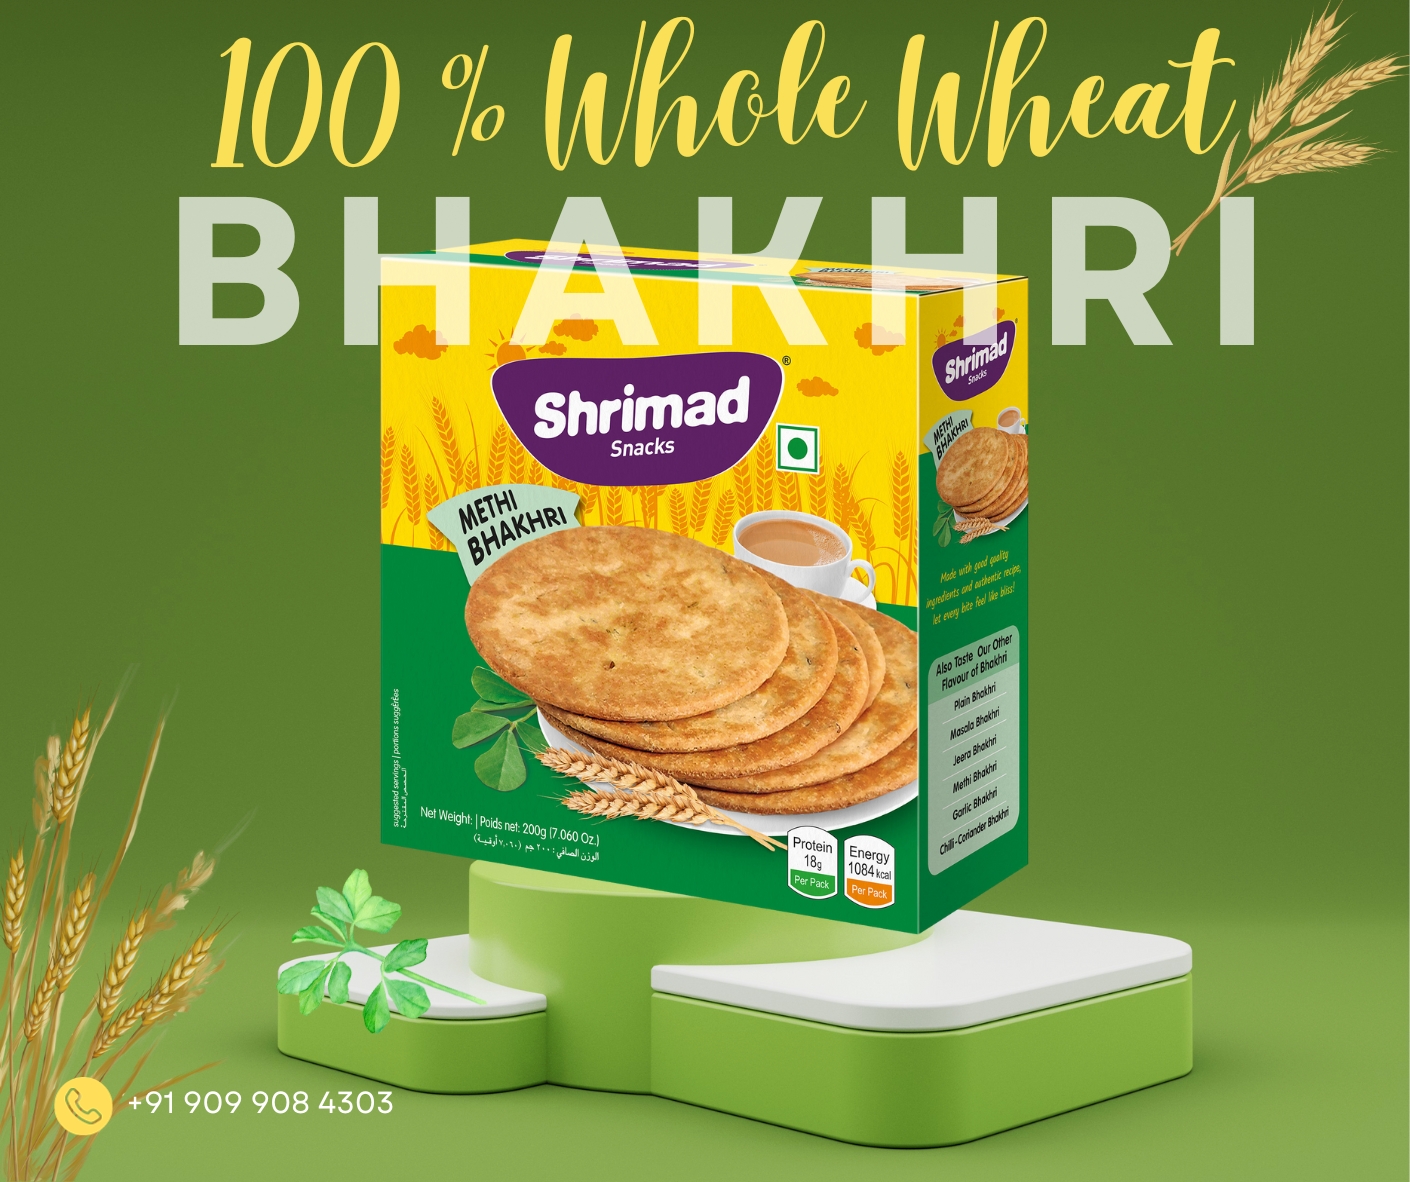 100 % Whole Wheat
BHAKHRI
Shrimad
Snacks
®
METHI
BHAKHRI
suggested servings | portions suggérées
Net Weight: | Poids net: 200g (7.060 Oz.)
الوزن الصافي: ٢٠٠ جم (٧,٠٦٠ أوقية)
Protein
18g
Per Pack
Energy
1084 kcal
Per Pack
Shrimad
Snacks
METHI
BHAKHRI
Made with good quality
ingredients and authentic recipe,
let every bite feel like bliss!
Also Taste Our Other
Flavour of Bhakhri
Plain Bhakhri
Masala Bhakhri
Jeera Bhakhri
Methi Bhakhri
Garlic Bhakhri
Chilli-Coriander Bhakhri
+91 909 908 4303